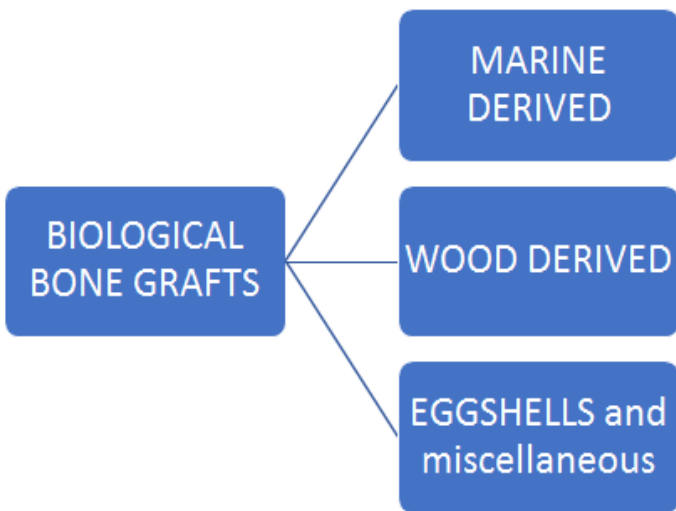 MARINE
DERIVED
BIOLOGICAL
BONE GRAFTS
WOOD DERIVED
EGGSHELLS and
miscellaneous